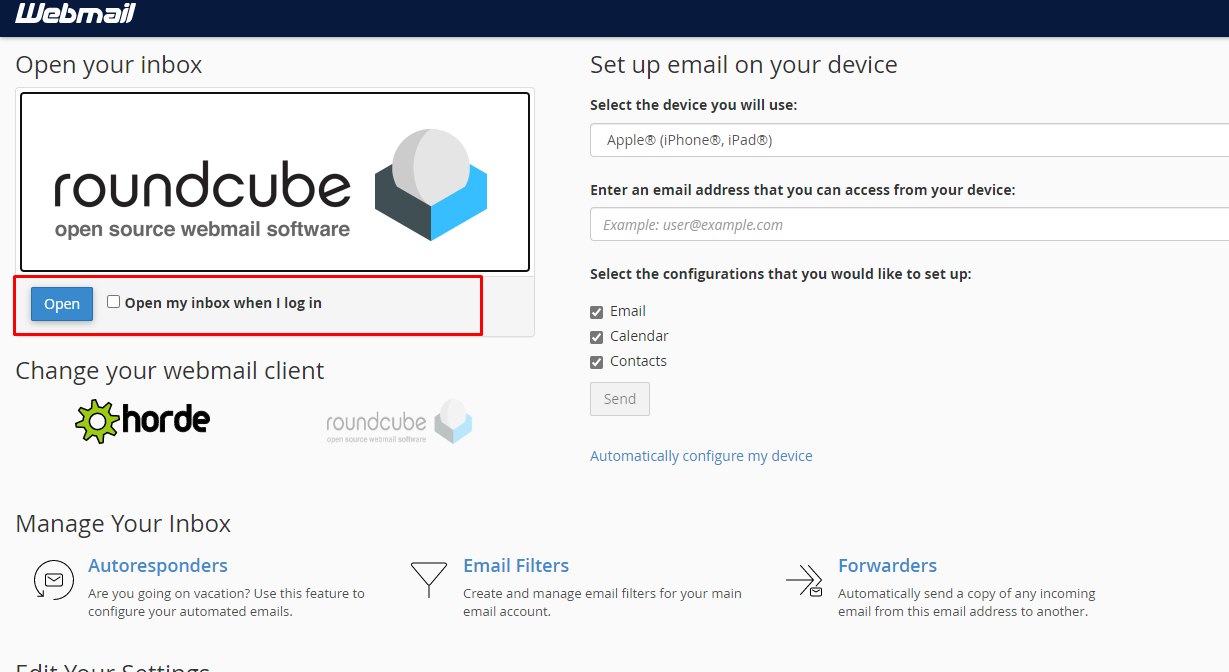 Webmail
Open your inbox
roundcube
open source webmail software
Open
Open my inbox when I log in
Change your webmail client
horde
roundcube
open source webmail software
Set up email on your device
Select the device you will use:
Apple® (iPhone®, iPad®)
Enter an email address that you can access from your device:
Example: user@example.com
Select the configurations that you would like to set up:
Email
Calendar
Contacts
Send
Automatically configure my device
Manage Your Inbox
Autoresponders
Are you going on vacation? Use this feature to
configure your automated emails.
Email Filters
Create and manage email filters for your main
email account.
Forwarders
Automatically send a copy of any incoming
email from this email address to another.
Edit Your Settings